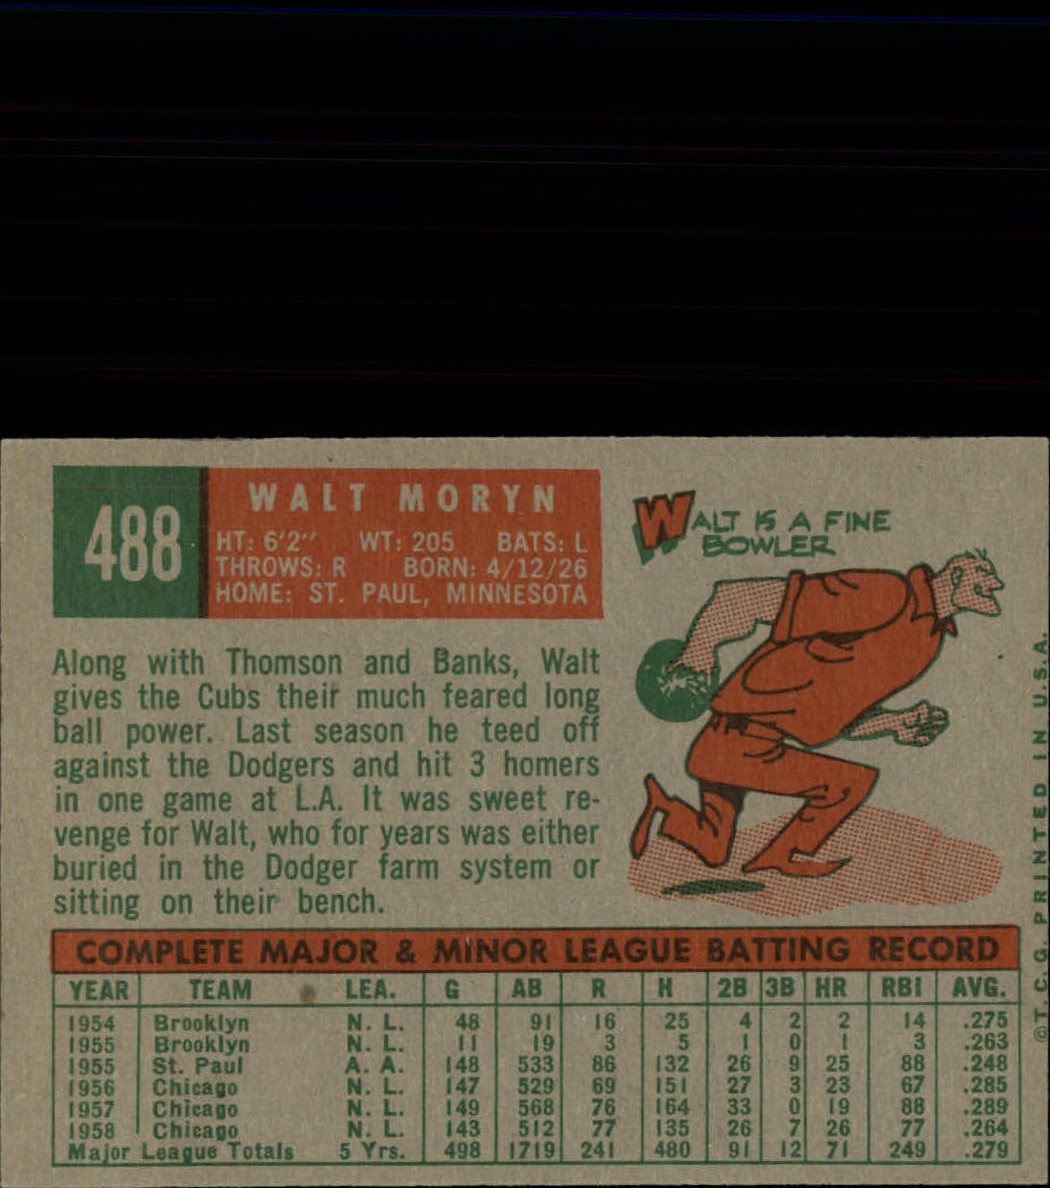 488
WALT MORYN
HT: 6'2" WT: 205 BATS: L
THROWS: R BORN: 4/12/26
HOME: ST. PAUL, MINNESOTA
WALT IS A FINE
BOWLER
Along with Thomson and Banks, Walt
gives the Cubs their much feared long
ball power. Last season he teed off
against the Dodgers and hit 3 homers
in one game at L.A. It was sweet re-
venge for Walt, who for years was either
buried in the Dodger farm system or
sitting on their bench.
COMPLETE MAJOR & MINOR LEAGUE BATTING RECORD
YEAR TEAM LEA. G AB R H 2B 3B HR RBI AVG.
1954 Brooklyn N. L. 48 91 16 25 4 2 2 14 .275
1955 Brooklyn N. L. 11 19 3 5 1 0 1 3 .263
1955 St. Paul A. A. 148 533 86 132 26 9 25 88 .248
1956 Chicago N. L. 147 529 69 151 27 3 23 67 .285
1957 Chicago N. L. 149 568 76 164 33 0 19 88 .289
1958 Chicago N. L. 143 512 77 135 26 7 26 77 .264
Major League Totals 5 Yrs. 498 1719 241 480 91 12 71 249 .279
©T. C. G. PRINTED IN U.S.A.